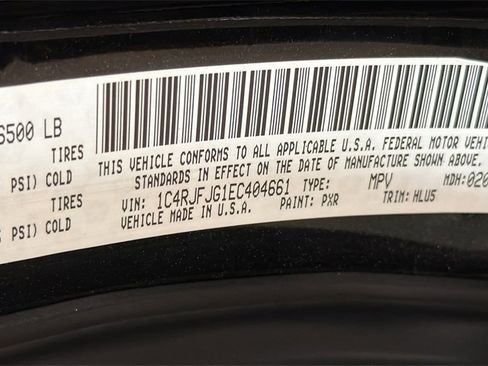 6500 LB
TIRES
PSI) COLD
TIRES
PSI) COLD
THIS VEHICLE CONFORMS TO ALL APPLICABLE U.S.A. FEDERAL MOTOR VEHI
STANDARDS IN EFFECT ON THE DATE OF MANUFACTURE SHOWN ABOVE.
VIN: 1C4RJFJG1EC404661 TYPE: MPV MDH:020
VEHICLE MADE IN U.S.A. PAINT: PXR TRIM: HLU5